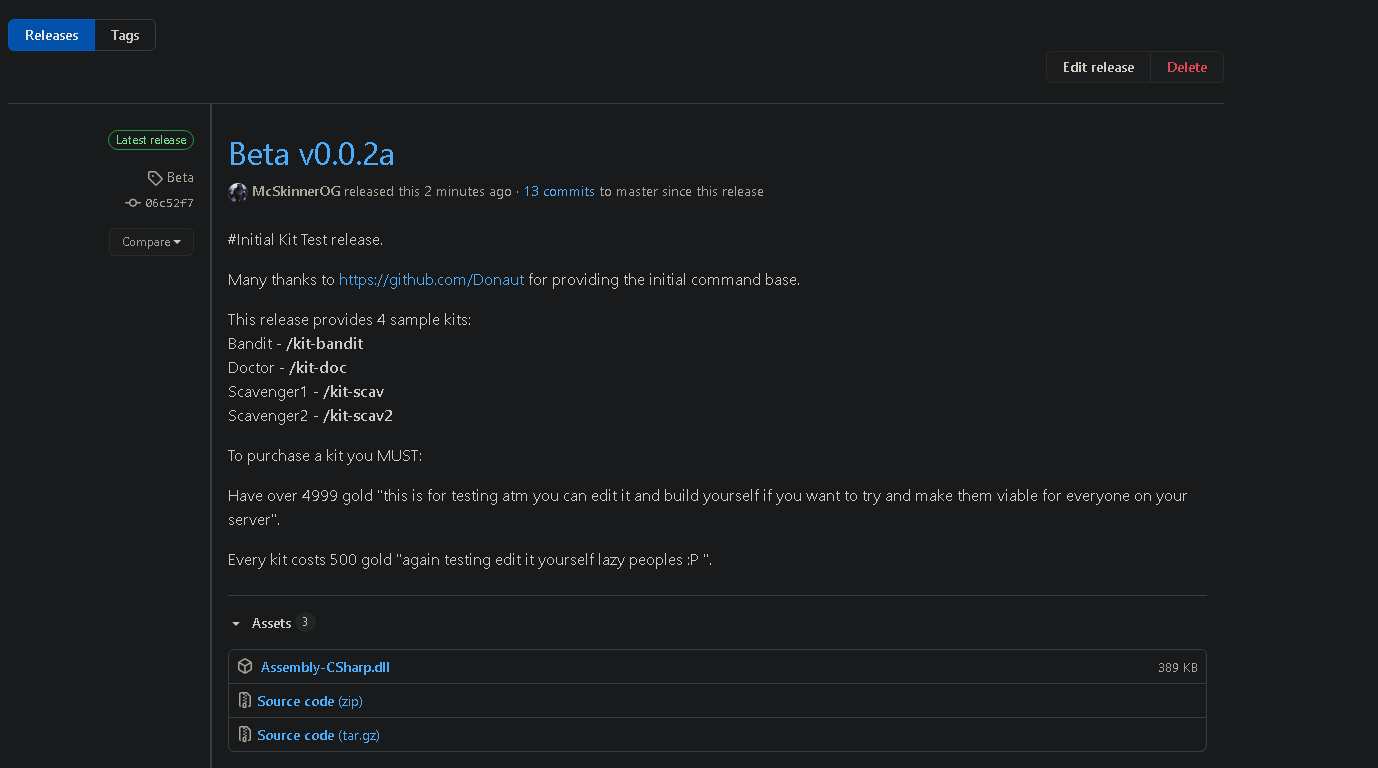 Releases Tags
Edit release Delete
Latest release
Beta
06c52f7
Compare
Beta v0.0.2a
McSkinnerOG released this 2 minutes ago · 13 commits to master since this release
#Initial Kit Test release.
Many thanks to https://github.com/Donaut for providing the initial command base.
This release provides 4 sample kits:
Bandit - /kit-bandit
Doctor - /kit-doc
Scavenger1 - /kit-scav
Scavenger2 - /kit-scav2
To purchase a kit you MUST:
Have over 4999 gold "this is for testing atm you can edit it and build yourself if you want to try and make them viable for everyone on your
server".
Every kit costs 500 gold "again testing edit it yourself lazy peoples :P ".
Assets 3
Assembly-CSharp.dll 389 KB
Source code (zip)
Source code (tar.gz)